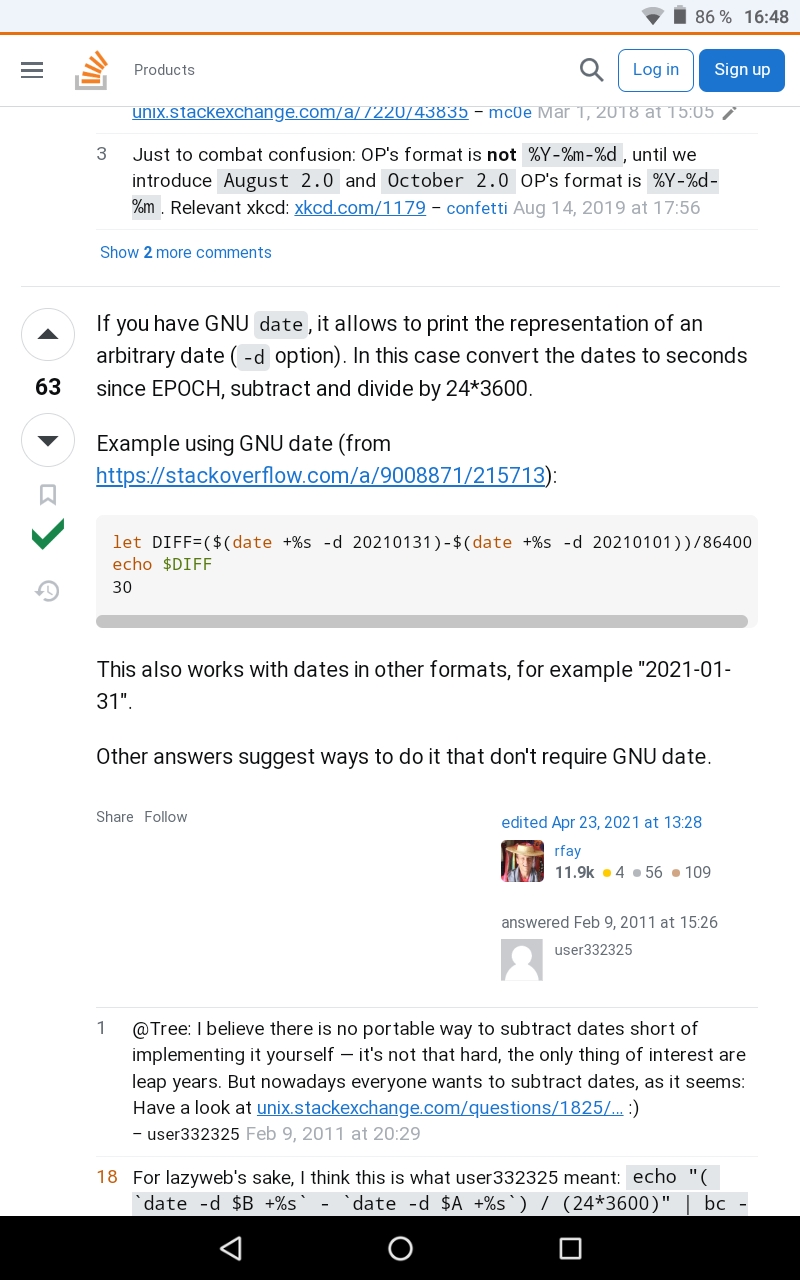 86 % 16:48
Products
Log in
Sign up
unix.stackexchange.com/a/7220/43835 – mc0e Mar 1, 2018 at 15:05
3 Just to combat confusion: OP's format is not %Y-%m-%d , until we
introduce August 2.0 and October 2.0 OP's format is %Y-%d-
%m . Relevant xkcd: xkcd.com/1179 – confetti Aug 14, 2019 at 17:56
Show 2 more comments
If you have GNU date, it allows to print the representation of an
arbitrary date (-d option). In this case convert the dates to seconds
since EPOCH, subtract and divide by 24*3600.
63
Example using GNU date (from
https://stackoverflow.com/a/9008871/215713):
let DIFF=($(date +%s -d 20210131)-$(date +%s -d 20210101))/86400
echo $DIFF
30
This also works with dates in other formats, for example "2021-01-
31".
Other answers suggest ways to do it that don't require GNU date.
Share Follow
edited Apr 23, 2021 at 13:28
rfay
11.9k 4 56 109
answered Feb 9, 2011 at 15:26
user332325
1 @Tree: I believe there is no portable way to subtract dates short of
implementing it yourself — it's not that hard, the only thing of interest are
leap years. But nowadays everyone wants to subtract dates, as it seems:
Have a look at unix.stackexchange.com/questions/1825/… :)
– user332325 Feb 9, 2011 at 20:29
18 For lazyweb's sake, I think this is what user332325 meant: echo "(
`date -d $B +%s` - `date -d $A +%s`) / (24*3600)" | bc -